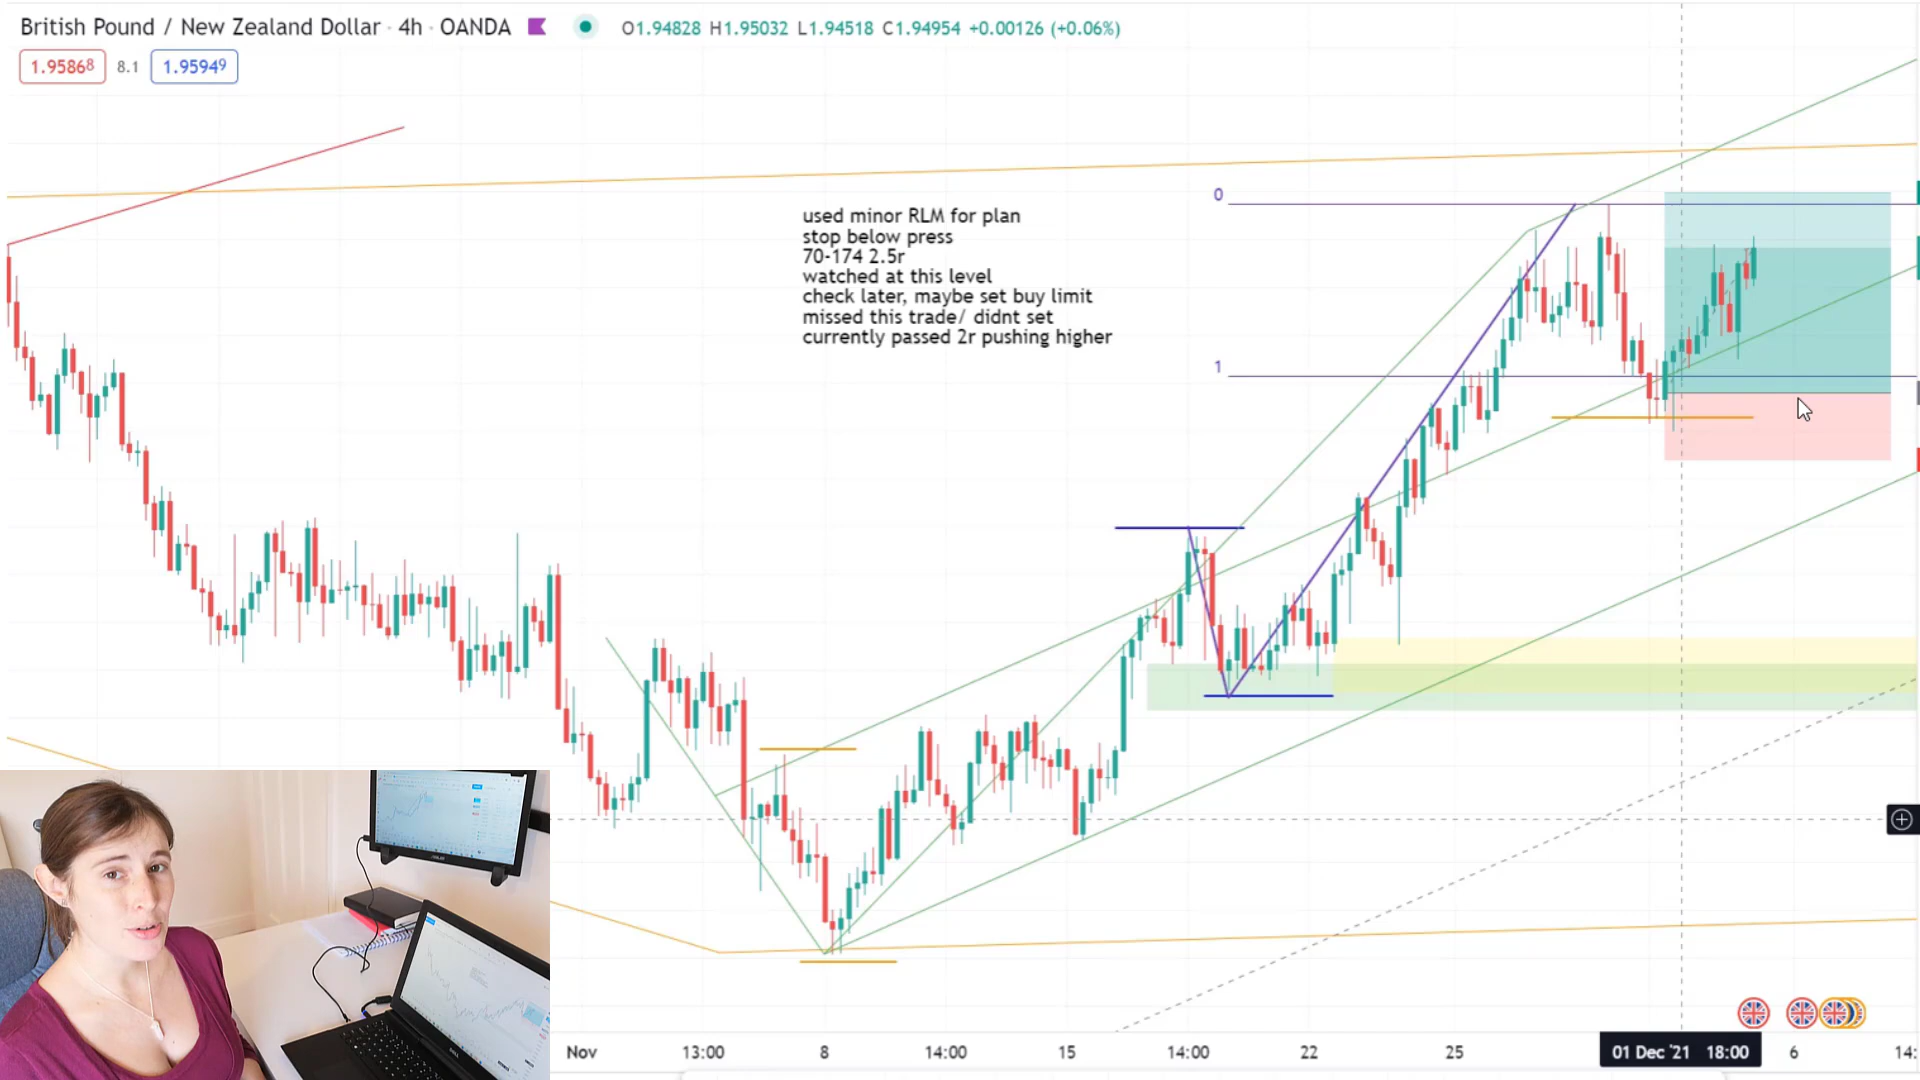 British Pound / New Zealand Dollar · 4h · OANDA O1.94828 H1.95032 L1.94518 C1.94954 +0.00126 (+0.06%)
1.95868 8.1 1.95949
0
used minor RLM for plan
stop below press
70-174 2.5r
watched at this level
check later, maybe set buy limit
missed this trade/ didnt set
currently passed 2r pushing higher
1
Nov 13:00 8 14:00 15 14:00 22 25 01 Dec '21 18:00 6 14: